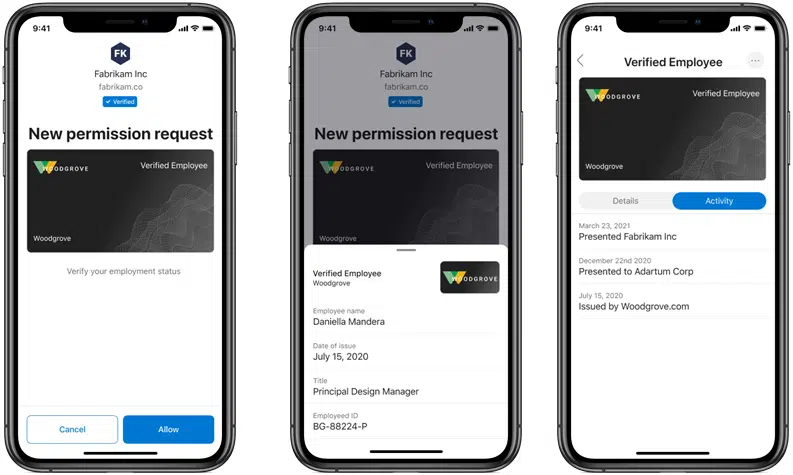 9:41
FK
Fabrikam Inc
fabrikam.co
✓ Verified
New permission request
WOODGROVE
Verified Employee
Woodgrove
Verify your employment status
Cancel
Allow
9:41
FK
Fabrikam Inc
fabrikam.co
✓ Verified
New permission request
WOODGROVE
Verified Employee
Verified Employee
Woodgrove
WOODGROVE
Employee name
Daniella Mandera
Date of issue
July 15, 2020
Title
Principal Design Manager
Employeed ID
BG-88224-P
9:41
Verified Employee
WOODGROVE
Verified Employee
Woodgrove
Details
Activity
March 23, 2021
Presented Fabrikam Inc
December 22nd 2020
Presented to Adartum Corp
July 15, 2020
Issued by Woodgrove.com